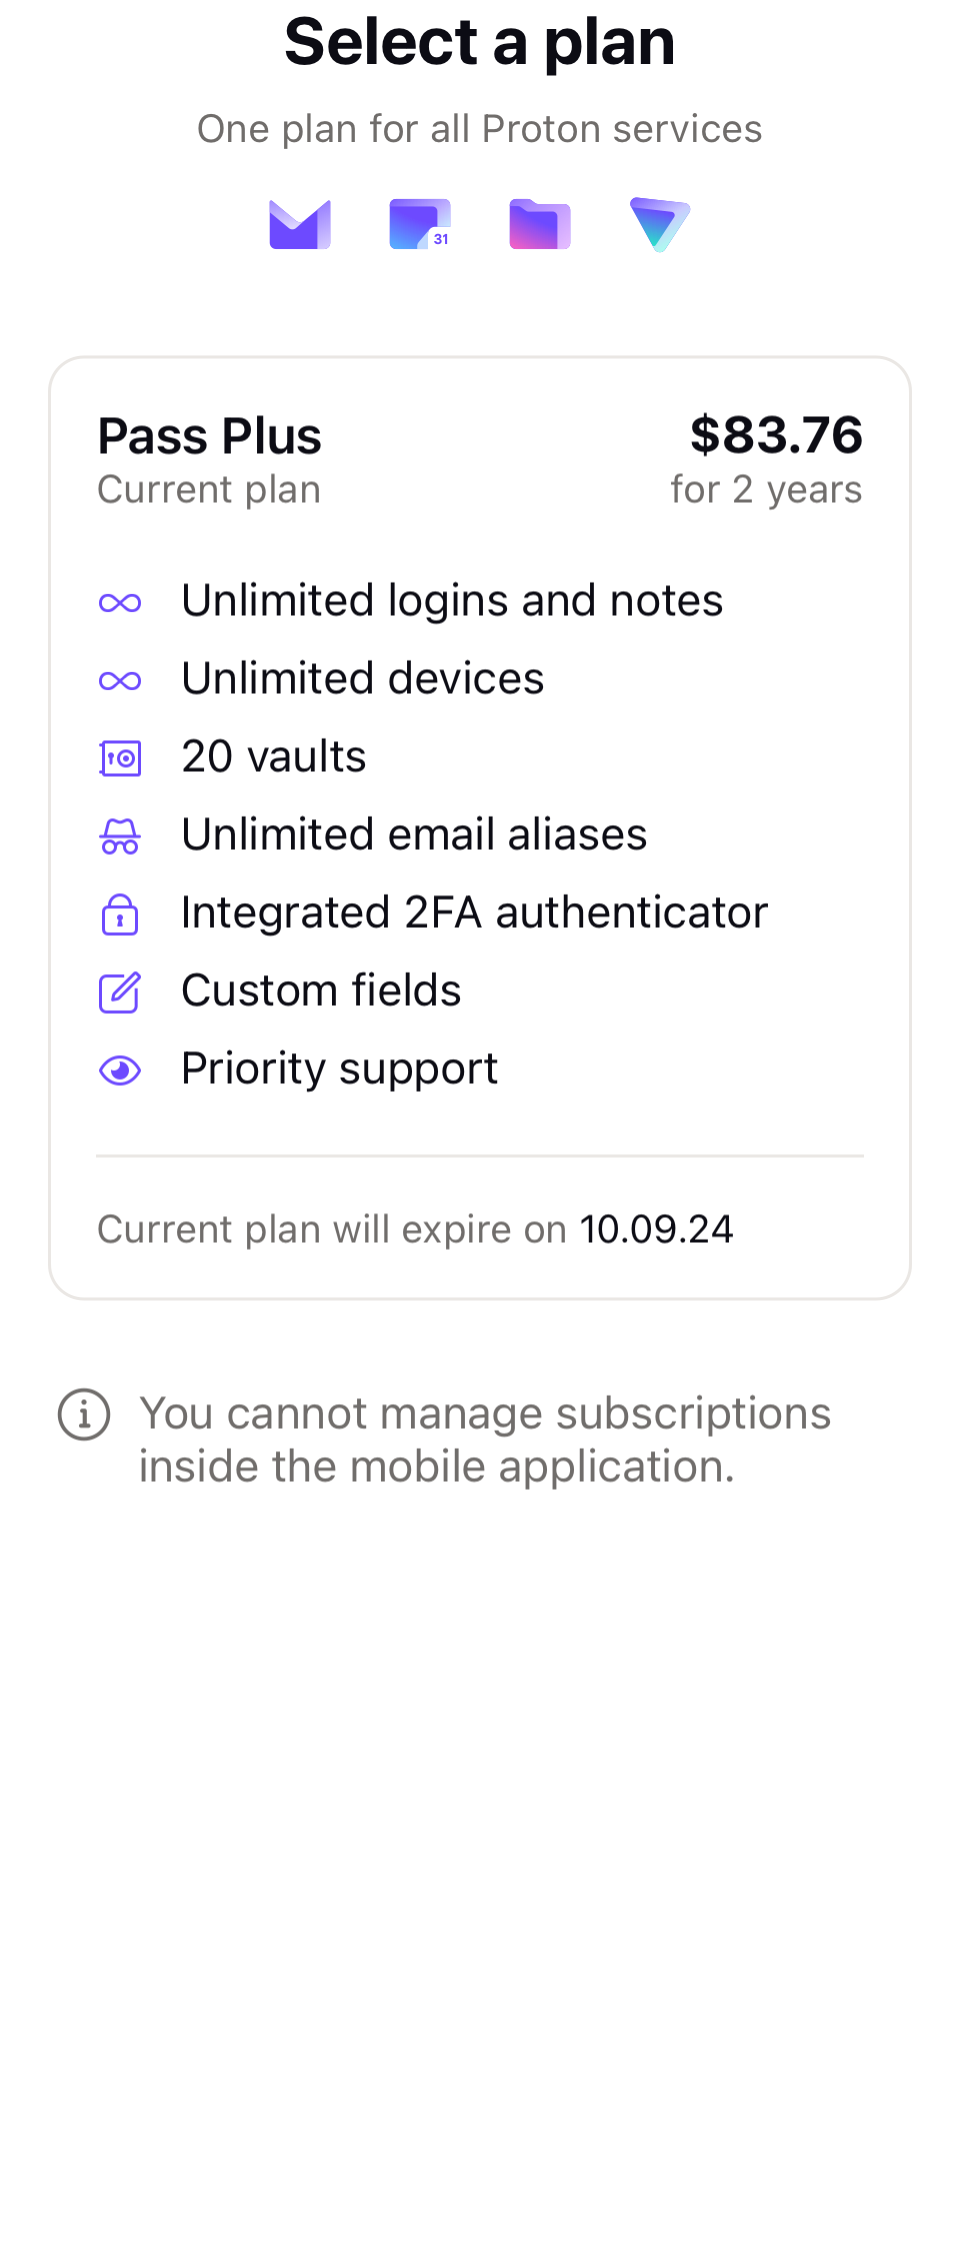 Select a plan
One plan for all Proton services
31
Pass Plus
$83.76
Current plan
for 2 years
Unlimited logins and notes
Unlimited devices
20 vaults
Unlimited email aliases
Integrated 2FA authenticator
Custom fields
Priority support
Current plan will expire on 10.09.24
You cannot manage subscriptions
inside the mobile application.